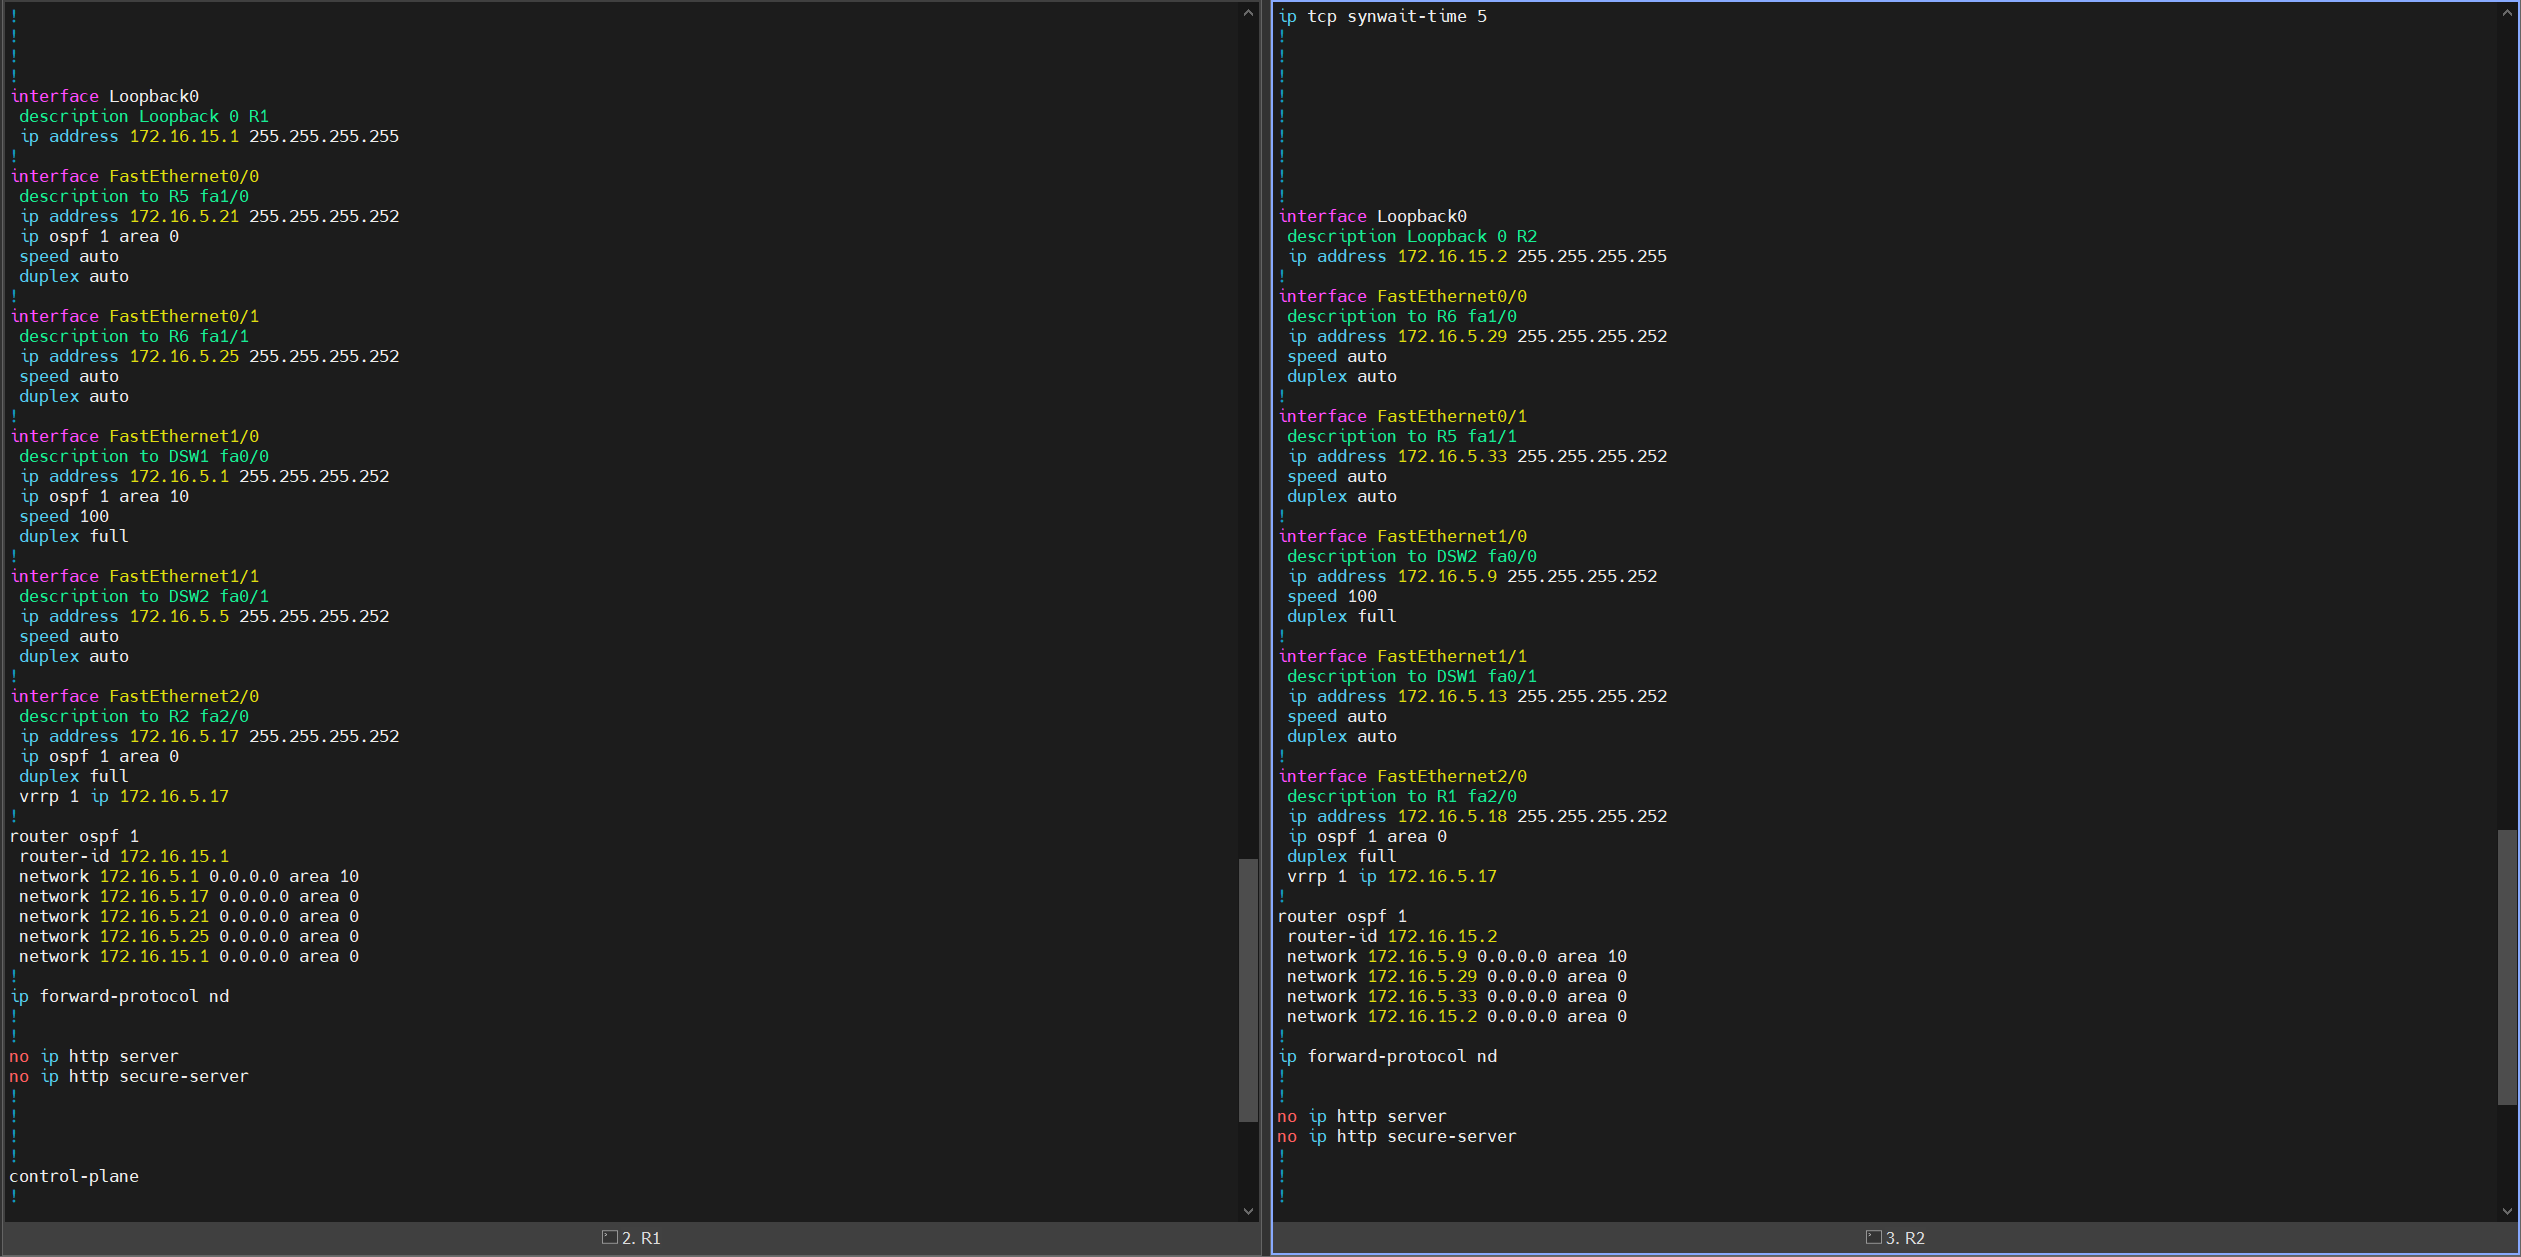 !
!
!
!
interface Loopback0
 description Loopback 0 R1
 ip address 172.16.15.1 255.255.255.255
!
interface FastEthernet0/0
 description to R5 fa1/0
 ip address 172.16.5.21 255.255.255.252
 ip ospf 1 area 0
 speed auto
 duplex auto
!
interface FastEthernet0/1
 description to R6 fa1/1
 ip address 172.16.5.25 255.255.255.252
 speed auto
 duplex auto
!
interface FastEthernet1/0
 description to DSW1 fa0/0
 ip address 172.16.5.1 255.255.255.252
 ip ospf 1 area 10
 speed 100
 duplex full
!
interface FastEthernet1/1
 description to DSW2 fa0/1
 ip address 172.16.5.5 255.255.255.252
 speed auto
 duplex auto
!
interface FastEthernet2/0
 description to R2 fa2/0
 ip address 172.16.5.17 255.255.255.252
 ip ospf 1 area 0
 duplex full
 vrrp 1 ip 172.16.5.17
!
router ospf 1
 router-id 172.16.15.1
 network 172.16.5.1 0.0.0.0 area 10
 network 172.16.5.17 0.0.0.0 area 0
 network 172.16.5.21 0.0.0.0 area 0
 network 172.16.5.25 0.0.0.0 area 0
 network 172.16.15.1 0.0.0.0 area 0
!
ip forward-protocol nd
!
!
no ip http server
no ip http secure-server
!
!
!
!
control-plane
!
2. R1
ip tcp synwait-time 5
!
!
!
!
!
!
!
!
!
interface Loopback0
 description Loopback 0 R2
 ip address 172.16.15.2 255.255.255.255
!
interface FastEthernet0/0
 description to R6 fa1/0
 ip address 172.16.5.29 255.255.255.252
 speed auto
 duplex auto
!
interface FastEthernet0/1
 description to R5 fa1/1
 ip address 172.16.5.33 255.255.255.252
 speed auto
 duplex auto
!
interface FastEthernet1/0
 description to DSW2 fa0/0
 ip address 172.16.5.9 255.255.255.252
 speed 100
 duplex full
!
interface FastEthernet1/1
 description to DSW1 fa0/1
 ip address 172.16.5.13 255.255.255.252
 speed auto
 duplex auto
!
interface FastEthernet2/0
 description to R1 fa2/0
 ip address 172.16.5.18 255.255.255.252
 ip ospf 1 area 0
 duplex full
 vrrp 1 ip 172.16.5.17
!
router ospf 1
 router-id 172.16.15.2
 network 172.16.5.9 0.0.0.0 area 10
 network 172.16.5.29 0.0.0.0 area 0
 network 172.16.5.33 0.0.0.0 area 0
 network 172.16.15.2 0.0.0.0 area 0
!
ip forward-protocol nd
!
!
no ip http server
no ip http secure-server
!
!
!
3. R2